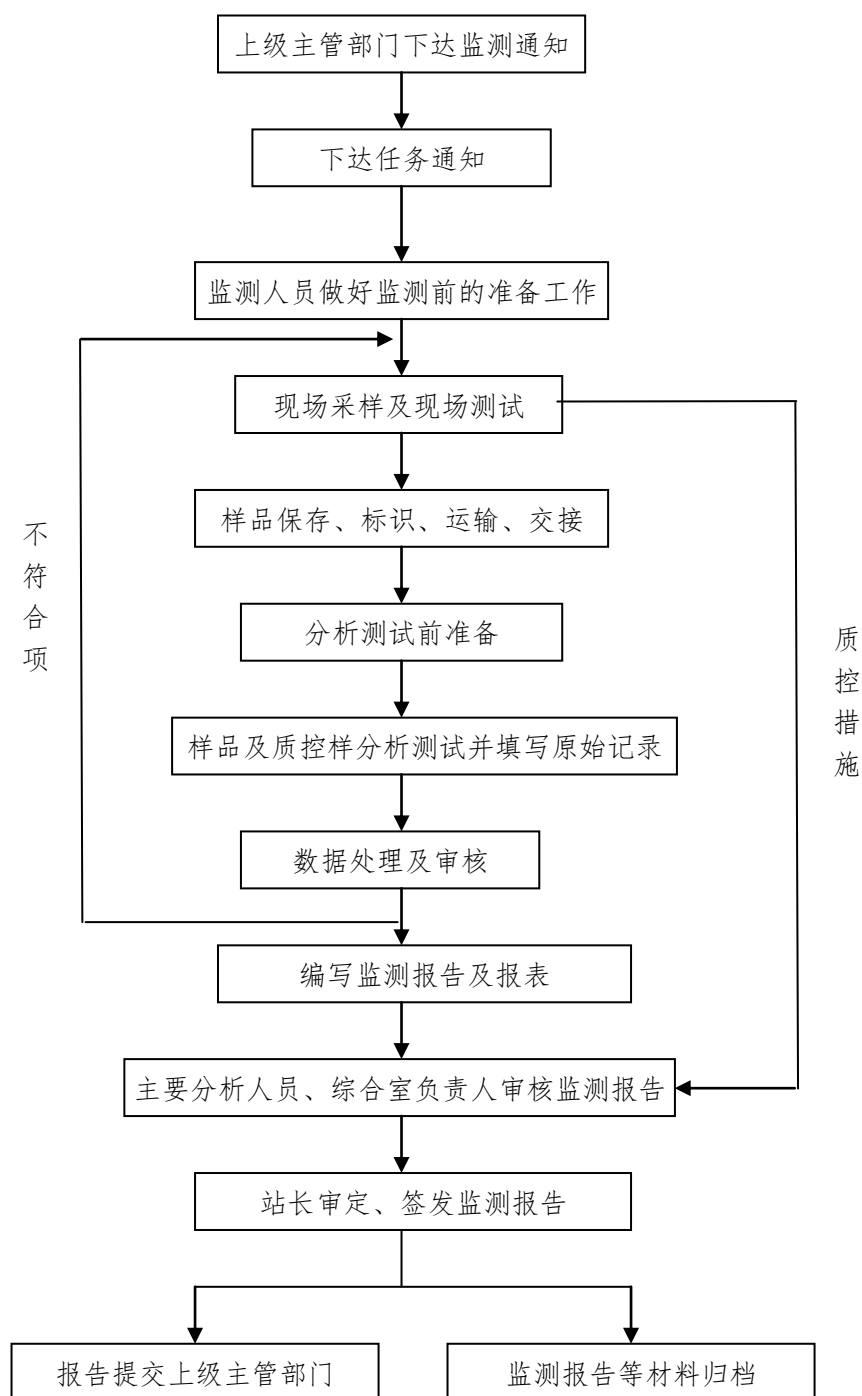 上级主管部门下达监测通知
下达任务通知
监测人员做好监测前的准备工作
现场采样及现场测试
样品保存、标识、运输、交接
不符合项
分析测试前准备
质控措施
样品及质控样分析测试并填写原始记录
数据处理及审核
编写监测报告及报表
主要分析人员、综合室负责人审核监测报告
站长审定、签发监测报告
报告提交上级主管部门
监测报告等材料归档